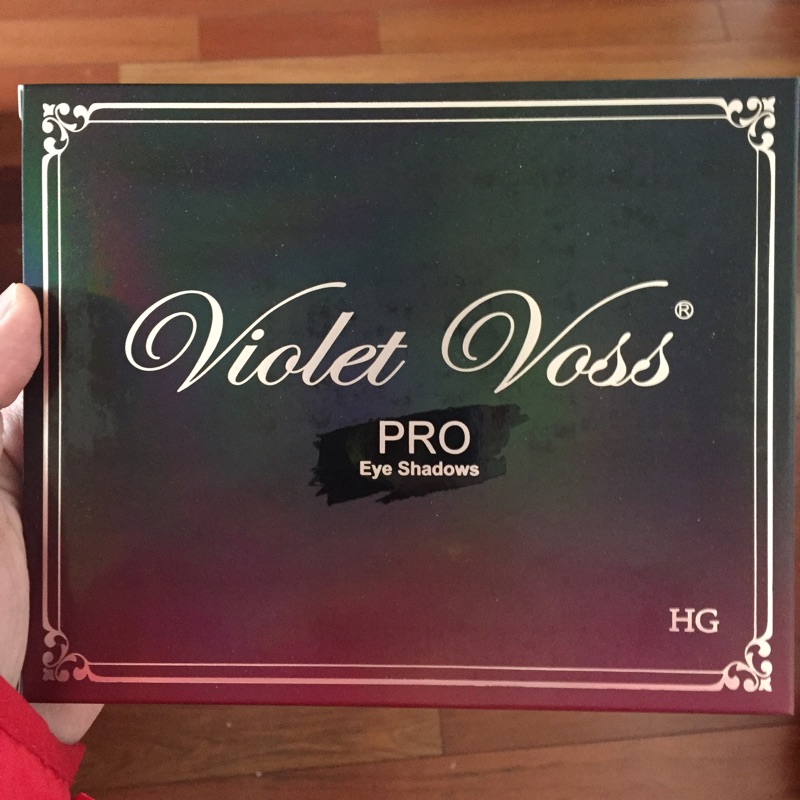 Violet Voss®
PRO
Eye Shadows
HG